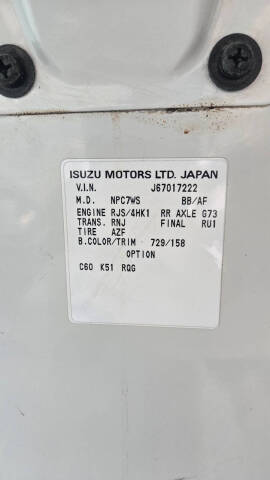 ISUZU MOTORS LTD. JAPAN
V.I.N. J67017222
M.D. NPC7WS BB/AF
ENGINE RJS/4HK1 RR AXLE G73
TRANS. RNJ FINAL RU1
TIRE AZF
B.COLOR/TRIM 729/158
OPTION
C60 K51 RQG